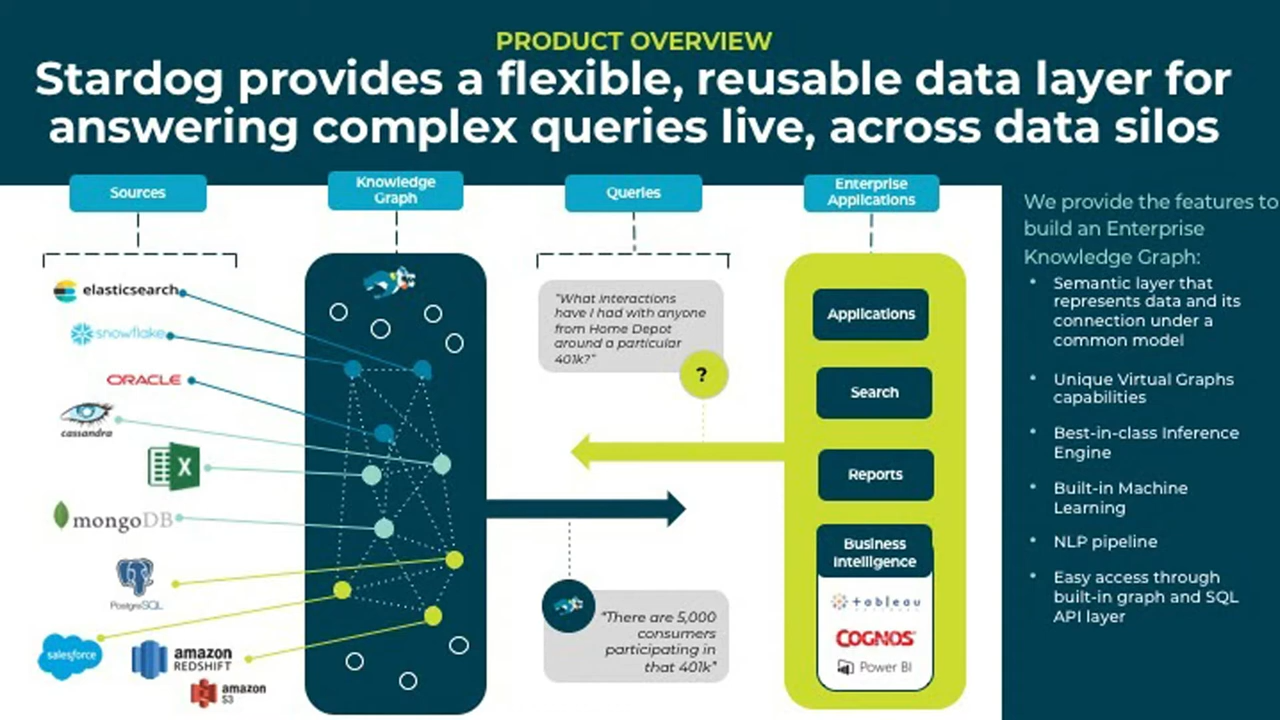 PRODUCT OVERVIEW
Stardog provides a flexible, reusable data layer for
answering complex queries live, across data silos
Sources
elasticsearch
snowflake
ORACLE
cassandra
X
mongoDB
PostgreSQL
salesforce
amazon
REDSHIFT
amazon
S3
Knowledge
Graph
Queries
"What interactions
have I had with anyone
from Home Depot
around a particular
401k?"
?
"There are 5,000
consumers
participating in
that 401k"
Enterprise
Applications
Applications
Search
Reports
Business
Intelligence
+ableau
COGNOS
Power BI
We provide the features to
build an Enterprise
Knowledge Graph:
• Semantic layer that
represents data and its
connection under a
common model
• Unique Virtual Graphs
capabilities
• Best-in-class Inference
Engine
• Built-in Machine
Learning
• NLP pipeline
• Easy access through
built-in graph and SQL
API layer